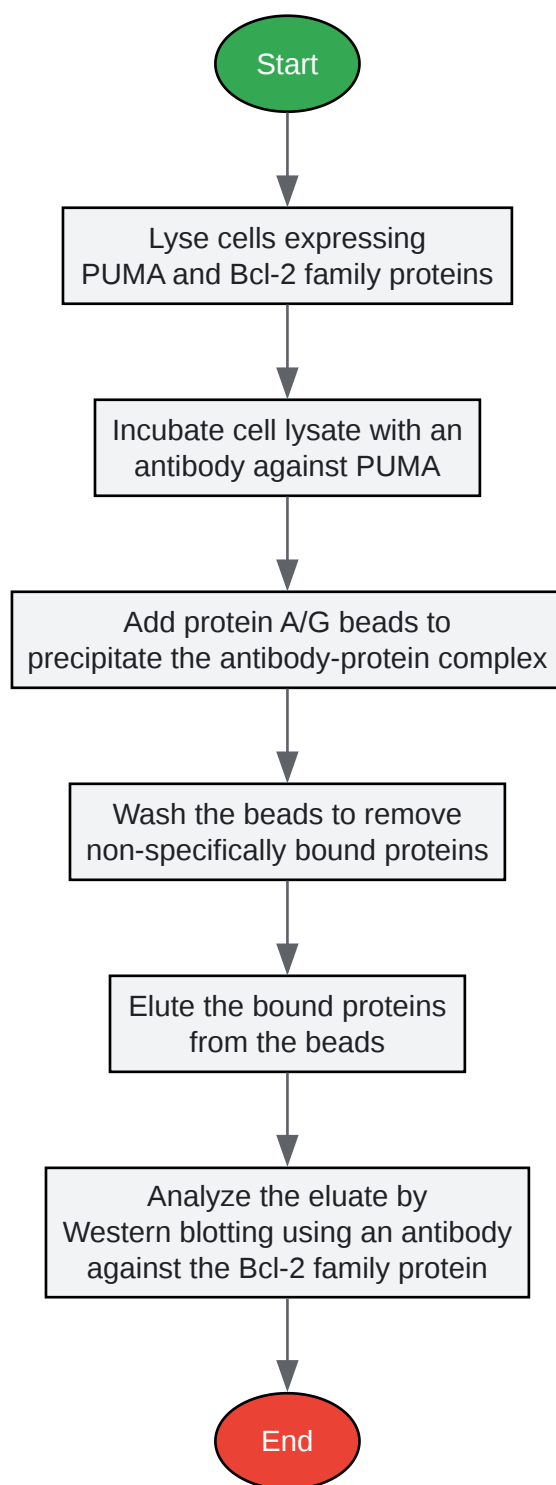 Start
Lyse cells expressing
PUMA and Bcl-2 family proteins
Incubate cell lysate with an
antibody against PUMA
Add protein A/G beads to
precipitate the antibody-protein complex
Wash the beads to remove
non-specifically bound proteins
Elute the bound proteins
from the beads
Analyze the eluate by
Western blotting using an antibody
against the Bcl-2 family protein
End